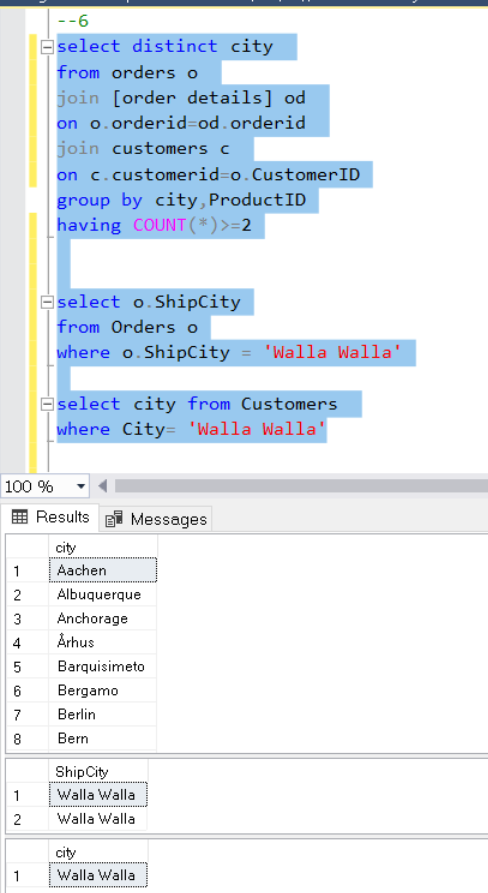 --6
select distinct city
from orders o
join [order details] od
on o.orderid=od.orderid
join customers c
on c.customerid=o.CustomerID
group by city,ProductID
having COUNT(*)>=2
select o.ShipCity
from Orders o
where o.ShipCity = 'Walla Walla'
select city from Customers
where City= 'Walla Walla'
100 %
Results Messages
city
1 Aachen
2 Albuquerque
3 Anchorage
4 Århus
5 Barquisimeto
6 Bergamo
7 Berlin
8 Bern
ShipCity
1 Walla Walla
2 Walla Walla
city
1 Walla Walla